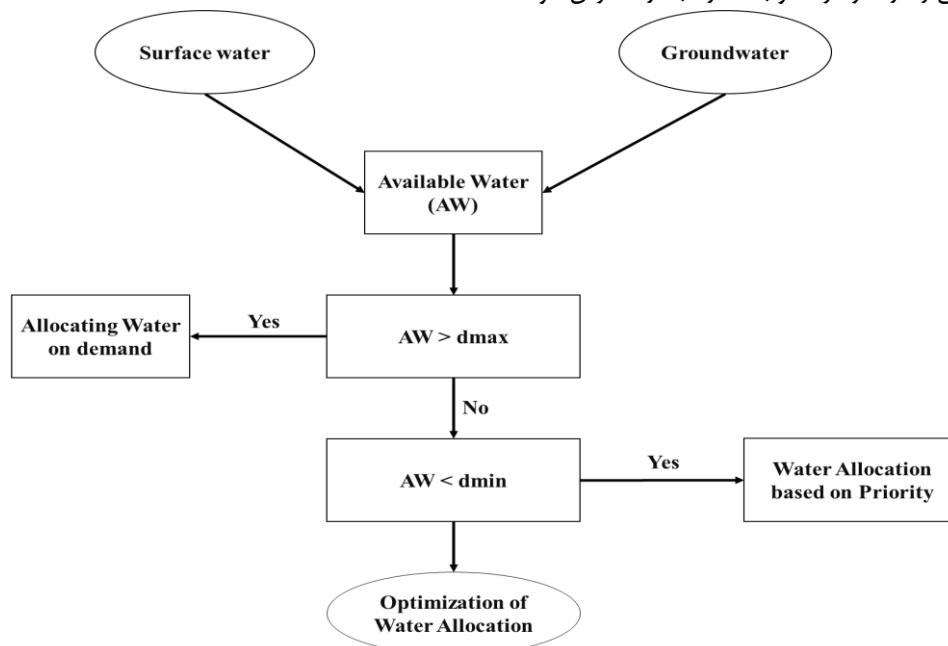 Surface water
Groundwater
Available Water
(AW)
Allocating Water
on demand
Yes
AW > dmax
No
AW < dmin
Yes
Water Allocation
based on Priority
Optimization of
Water Allocation